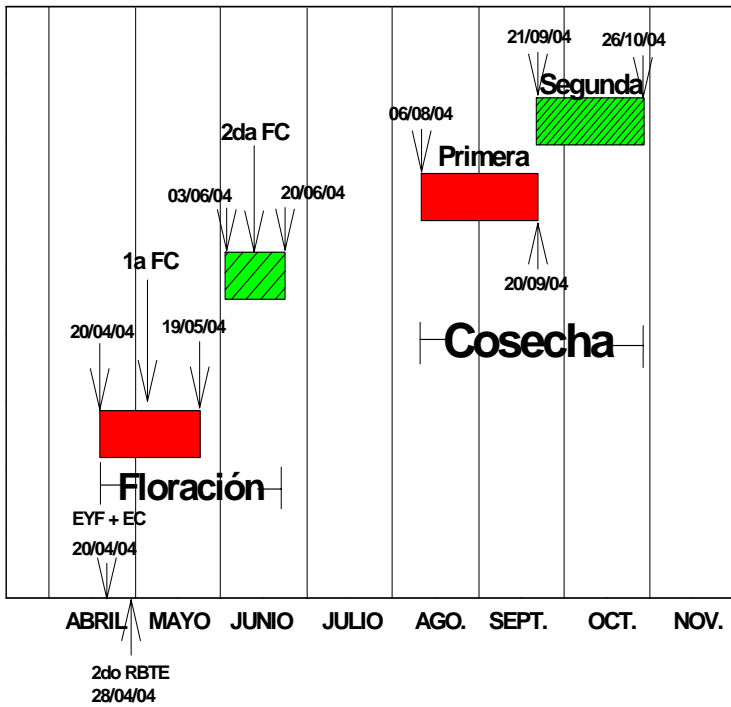 21/09/04
26/10/04
Segunda
06/08/04
2da FC
Primera
03/06/04
20/06/04
1a FC
20/09/04
20/04/04
19/05/04
Cosecha
Floración
EYF + EC
20/04/04
ABRIL MAYO JUNIO JULIO AGO. SEPT. OCT. NOV.
2do RBTE
28/04/04